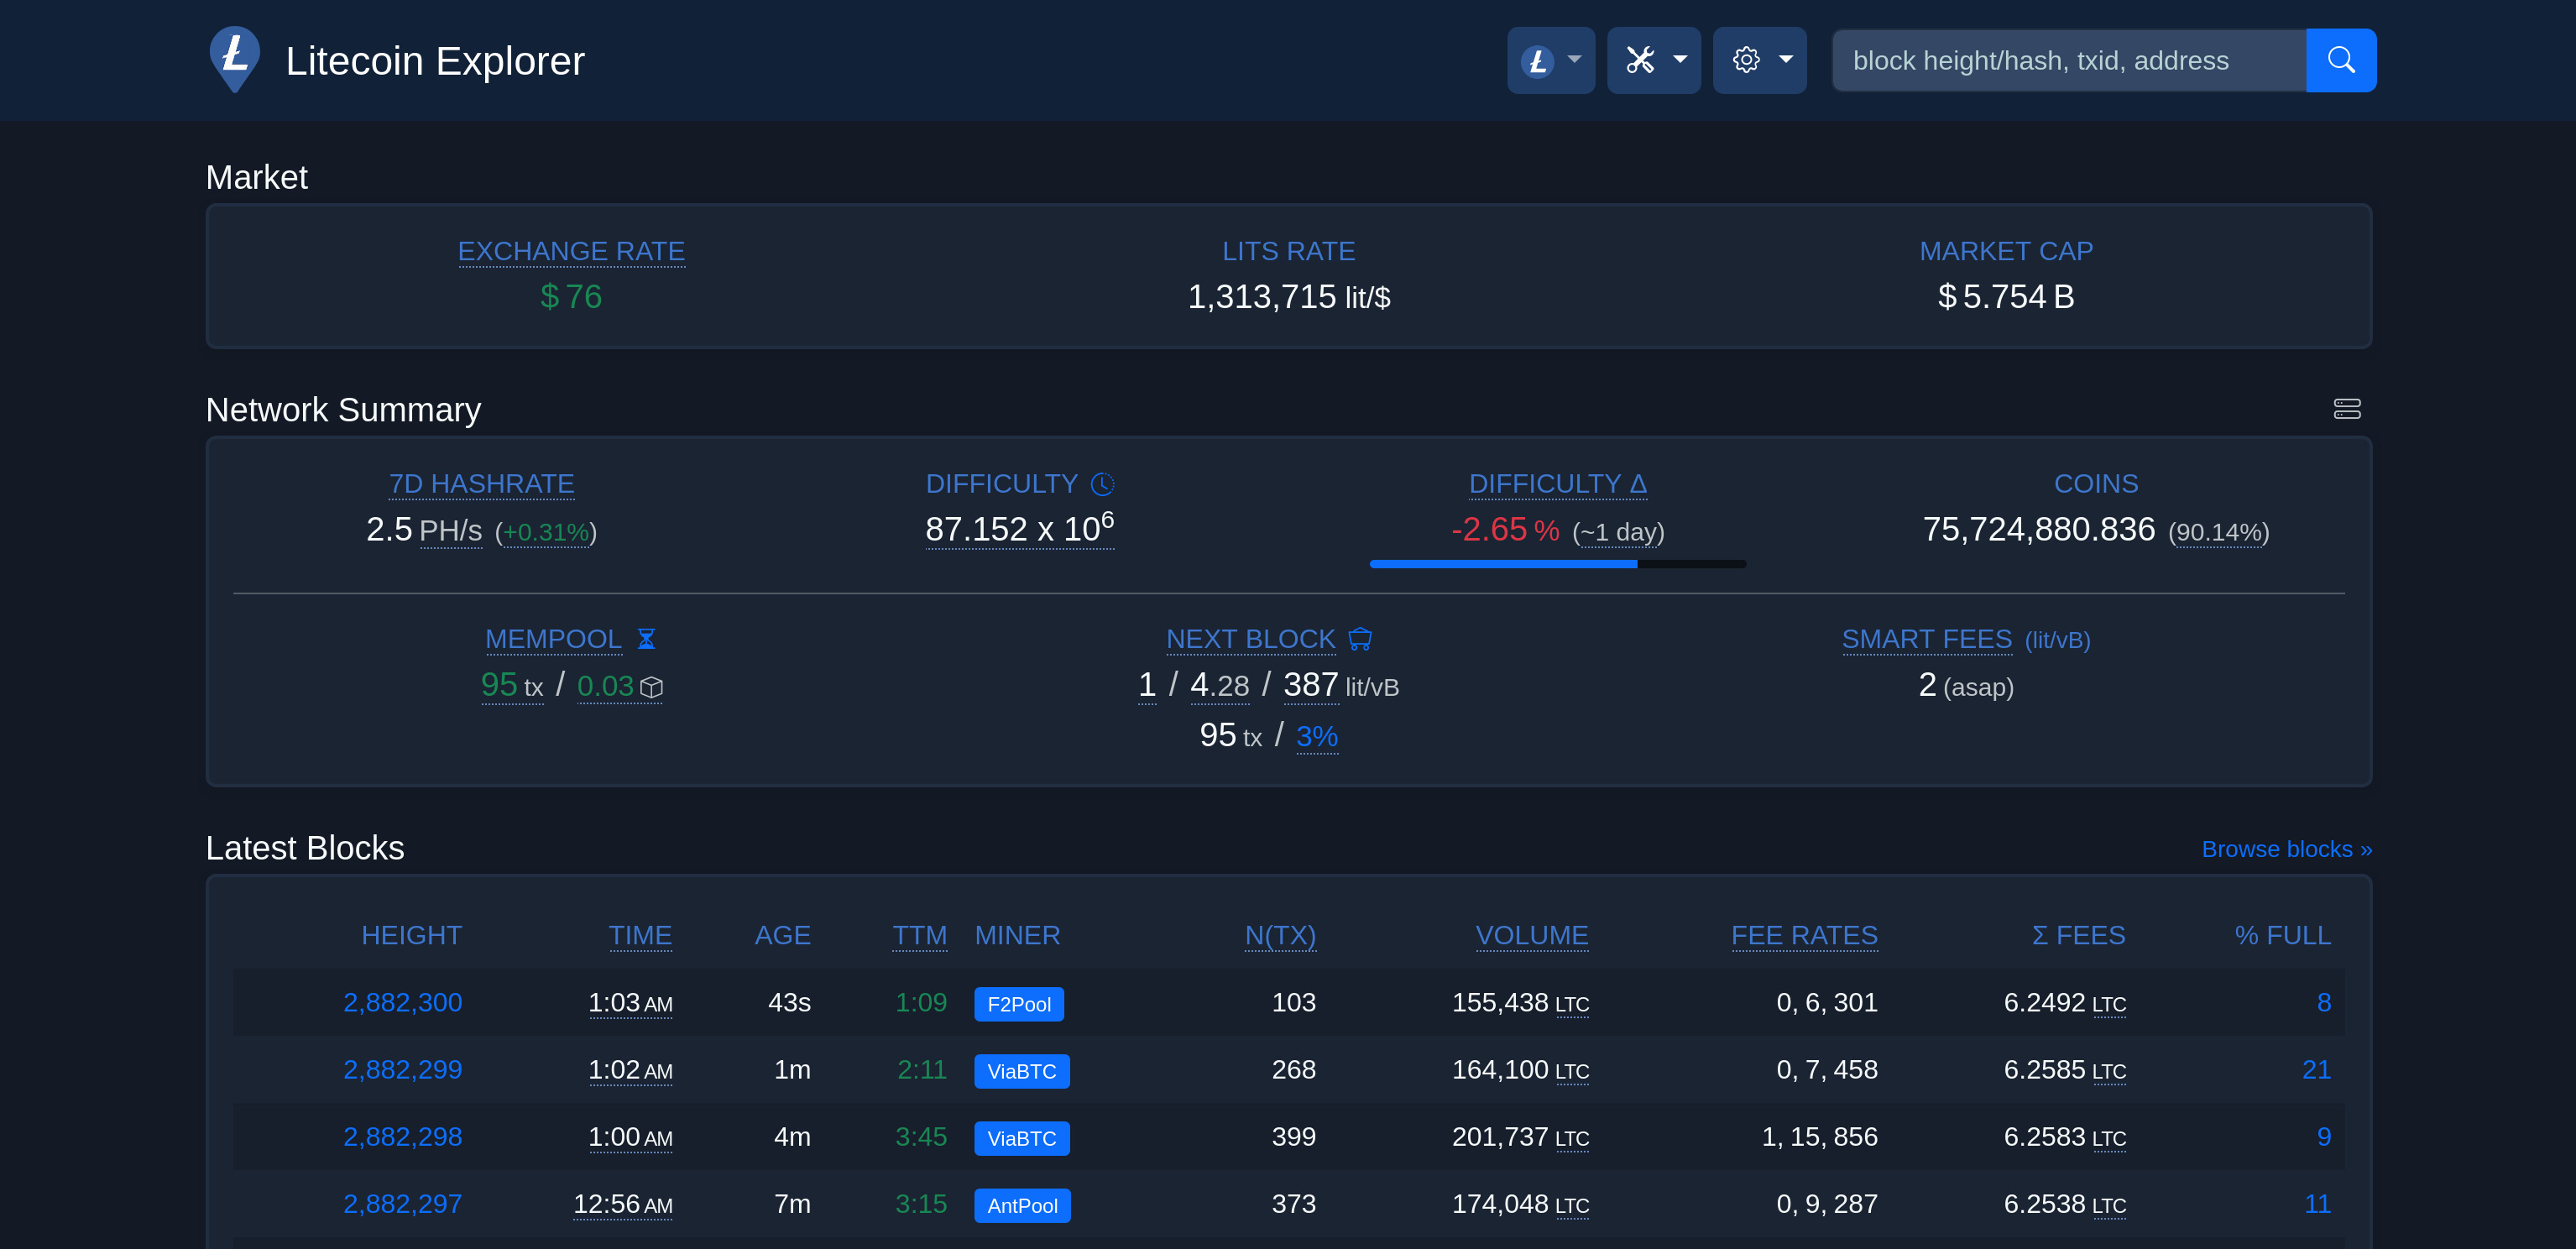 Litecoin Explorer
block height/hash, txid, address
Market
EXCHANGE RATE LITS RATE MARKET CAP
$ 76 1,313,715 lit/$ $ 5.754 B
Network Summary
7D HASHRATE DIFFICULTY DIFFICULTY Δ COINS
2.5 PH/s (+0.31%) 87.152 x 10⁶ -2.65 % (~1 day) 75,724,880.836 (90.14%)
MEMPOOL NEXT BLOCK SMART FEES (lit/vB)
95 tx / 0.03 1 / 4.28 / 387 lit/vB 2 (asap)
95 tx / 3%
Latest Blocks Browse blocks »
HEIGHT TIME AGE TTM MINER N(TX) VOLUME FEE RATES Σ FEES % FULL
2,882,300 1:03 AM 43s 1:09 F2Pool 103 155,438 LTC 0, 6, 301 6.2492 LTC 8
2,882,299 1:02 AM 1m 2:11 ViaBTC 268 164,100 LTC 0, 7, 458 6.2585 LTC 21
2,882,298 1:00 AM 4m 3:45 ViaBTC 399 201,737 LTC 1, 15, 856 6.2583 LTC 9
2,882,297 12:56 AM 7m 3:15 AntPool 373 174,048 LTC 0, 9, 287 6.2538 LTC 11